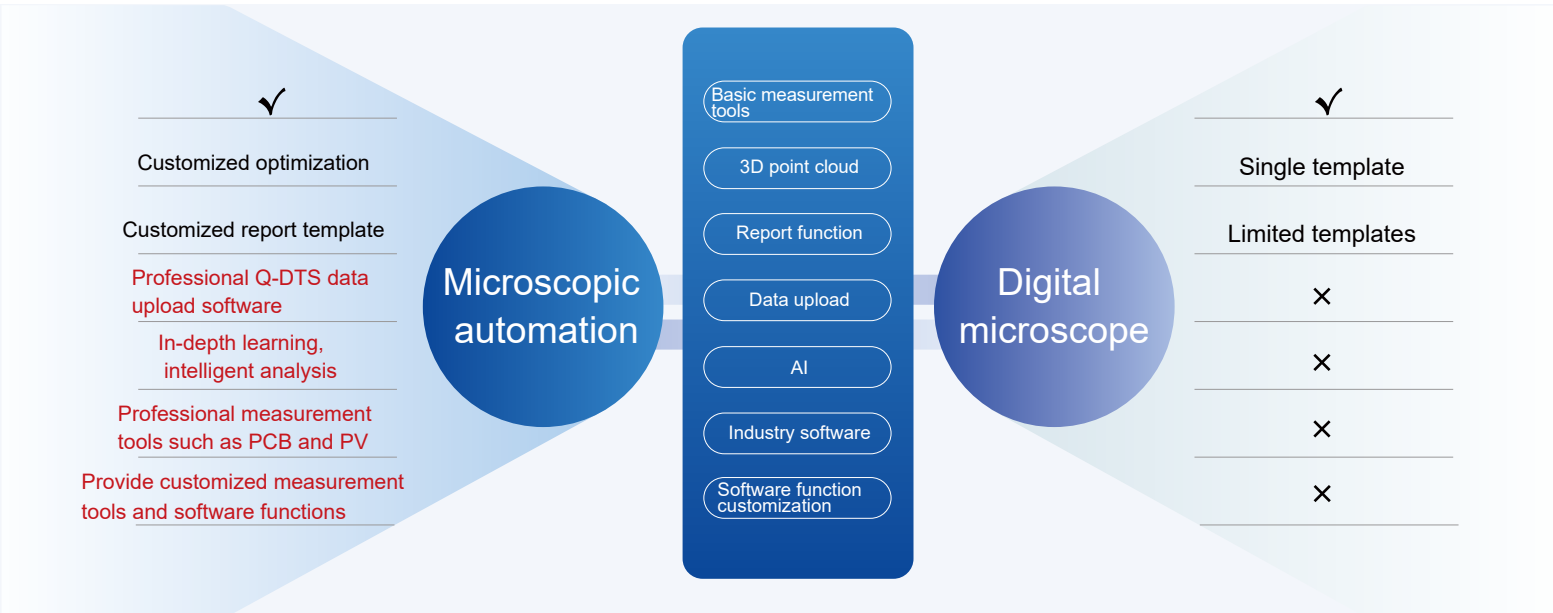 ✓
Customized optimization
Customized report template
Professional Q-DTS data
upload software
In-depth learning,
intelligent analysis
Professional measurement
tools such as PCB and PV
Provide customized measurement
tools and software functions
Microscopic
automation
Basic measurement
tools
3D point cloud
Report function
Data upload
AI
Industry software
Software function
customization
Digital
microscope
✓
Single template
Limited templates
×
×
×
×